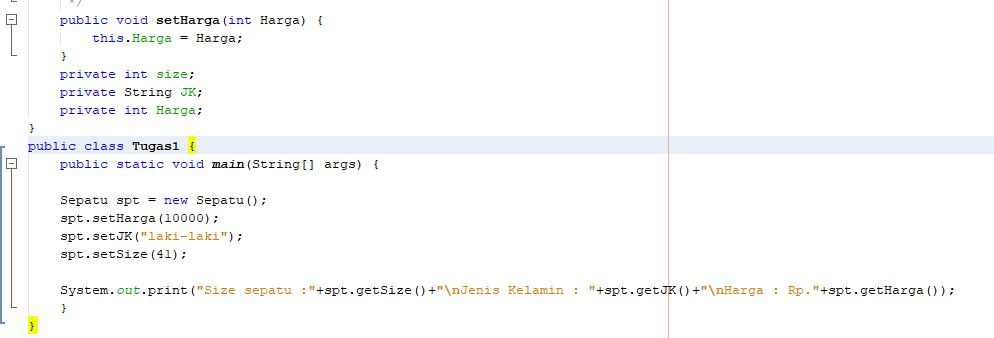 */
public void setHarga(int Harga) {
this.Harga = Harga;
}
private int size;
private String JK;
private int Harga;
}
public class Tugas1 {
public static void main(String[] args) {
Sepatu spt = new Sepatu();
spt.setHarga(10000);
spt.setJK("laki-laki");
spt.setSize(41);
System.out.print("Size sepatu :"+spt.getSize()+"\nJenis Kelamin : "+spt.getJK()+"\nHarga : Rp."+spt.getHarga());
}
}